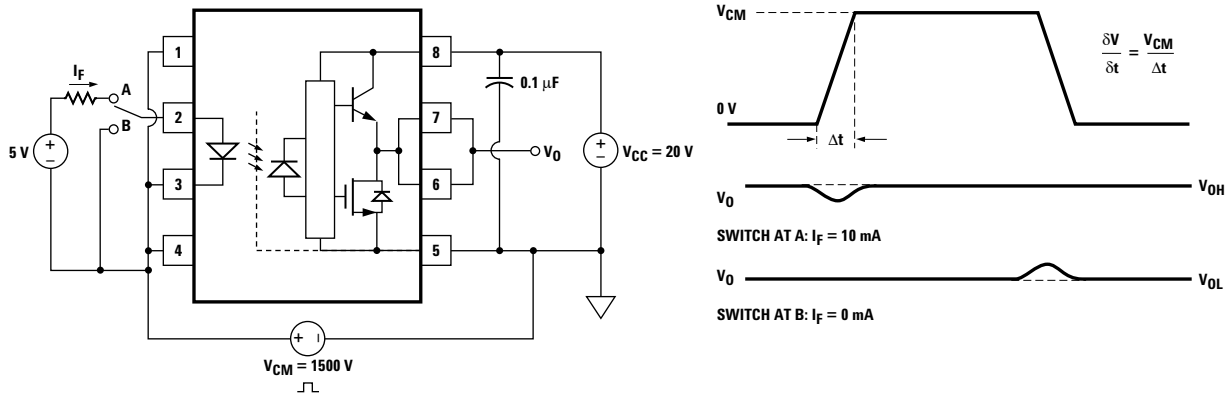 I_F
A
B
5 V
+
–
1
2
3
4
8
7
6
5
0.1 μF
V_O
+
–
V_CC = 20 V
+
–
V_CM = 1500 V
V_CM
0 V
Δt
δV/δt = V_CM/Δt
V_O
V_OH
SWITCH AT A: I_F = 10 mA
V_O
V_OL
SWITCH AT B: I_F = 0 mA